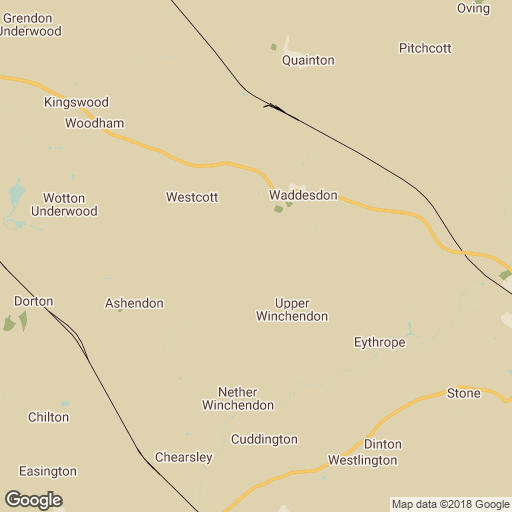 Oving
Grendon
Underwood
Pitchcott
Quainton
Kingswood
Woodham
Waddesdon
Westcott
Wotton
Underwood
Dorton
Ashendon
Upper
Winchendon
Eythrope
Nether
Winchendon
Stone
Chilton
Cuddington
Dinton
Westlington
Chearsley
Easington
Google
Map data ©2018 Google